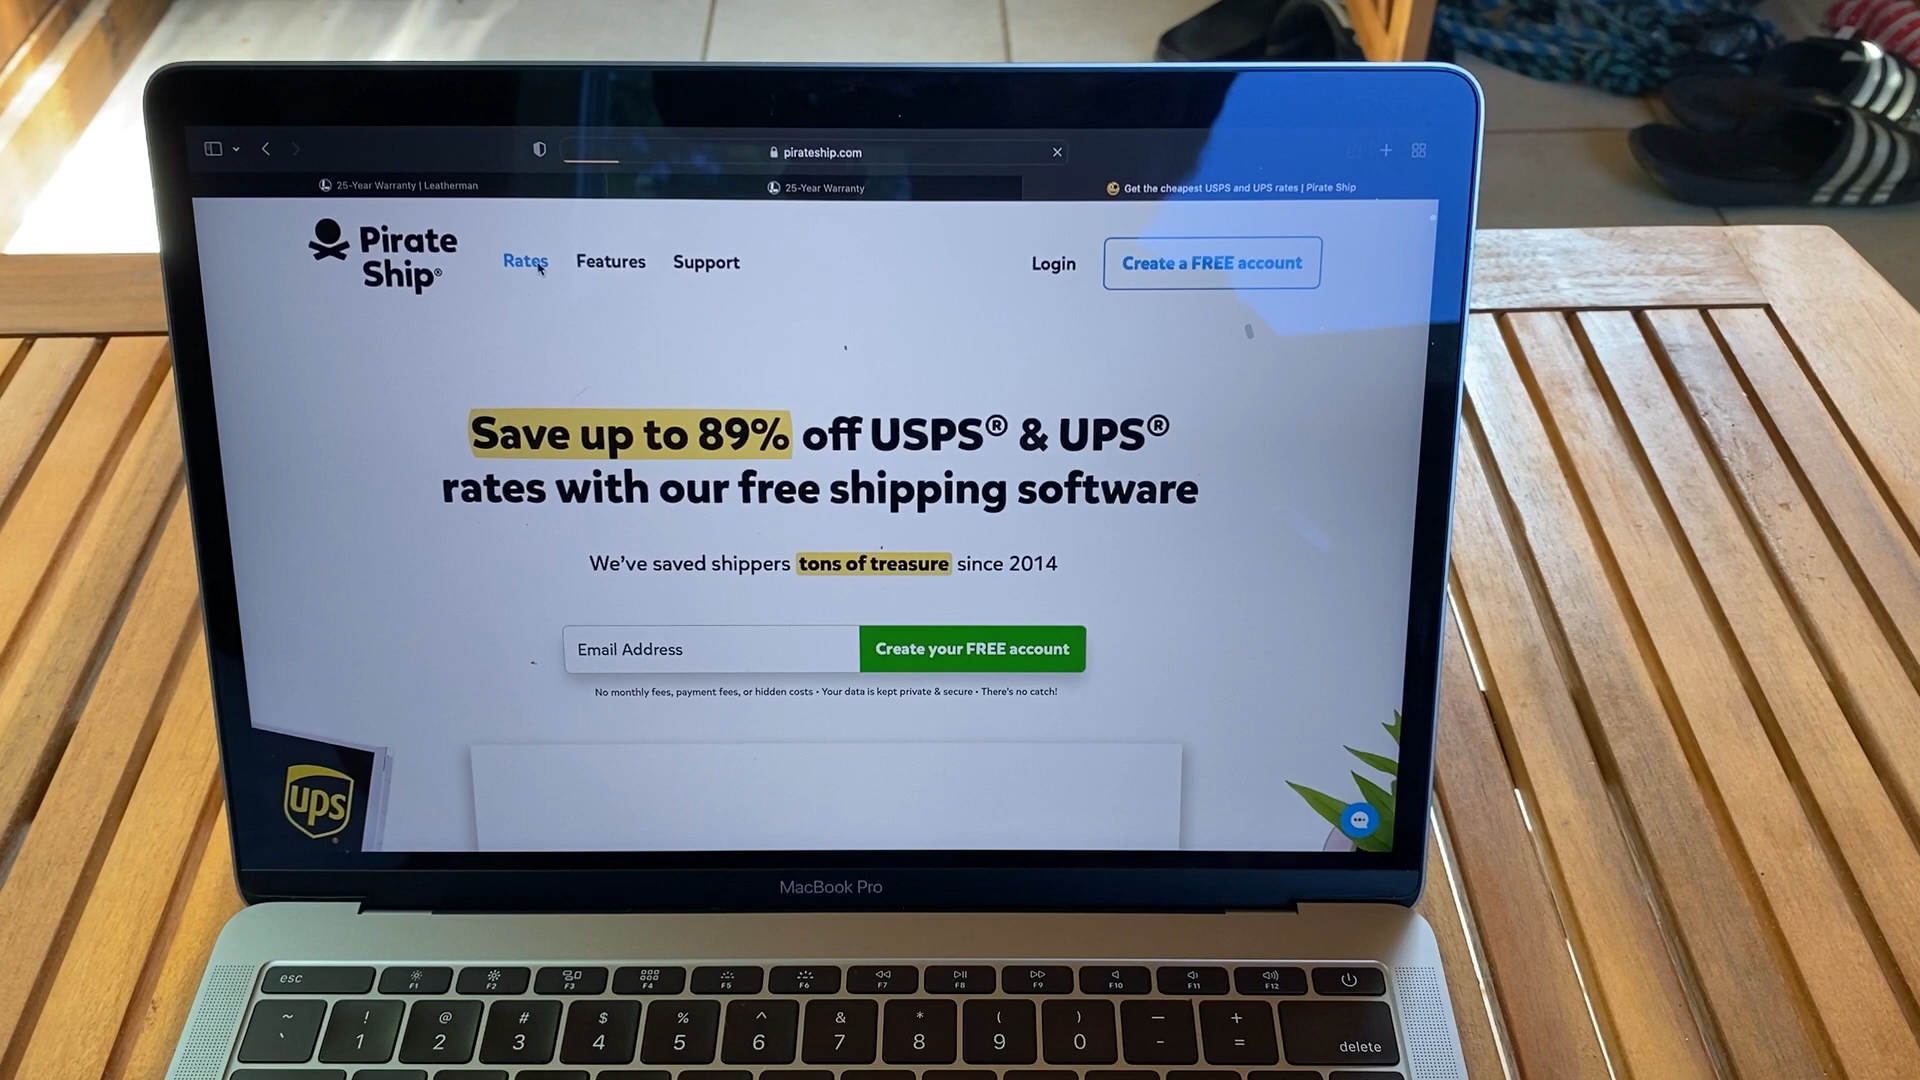 pirateship.com
25-Year Warranty | Leatherman
25-Year Warranty
Get the cheapest USPS and UPS rates | Pirate Ship
Pirate
Ship®
Rates
Features
Support
Login
Create a FREE account
Save up to 89% off USPS® & UPS®
rates with our free shipping software
We've saved shippers tons of treasure since 2014
Email Address
Create your FREE account
No monthly fees, payment fees, or hidden costs • Your data is kept private & secure • There's no catch!
ups
®
MacBook Pro
esc
F1
F2
F3
F4
F5
F6
F7
F8
F9
F10
F11
F12
~ `
! 1
@ 2
# 3
$ 4
% 5
^ 6
& 7
* 8
( 9
) 0
— -
+ =
delete